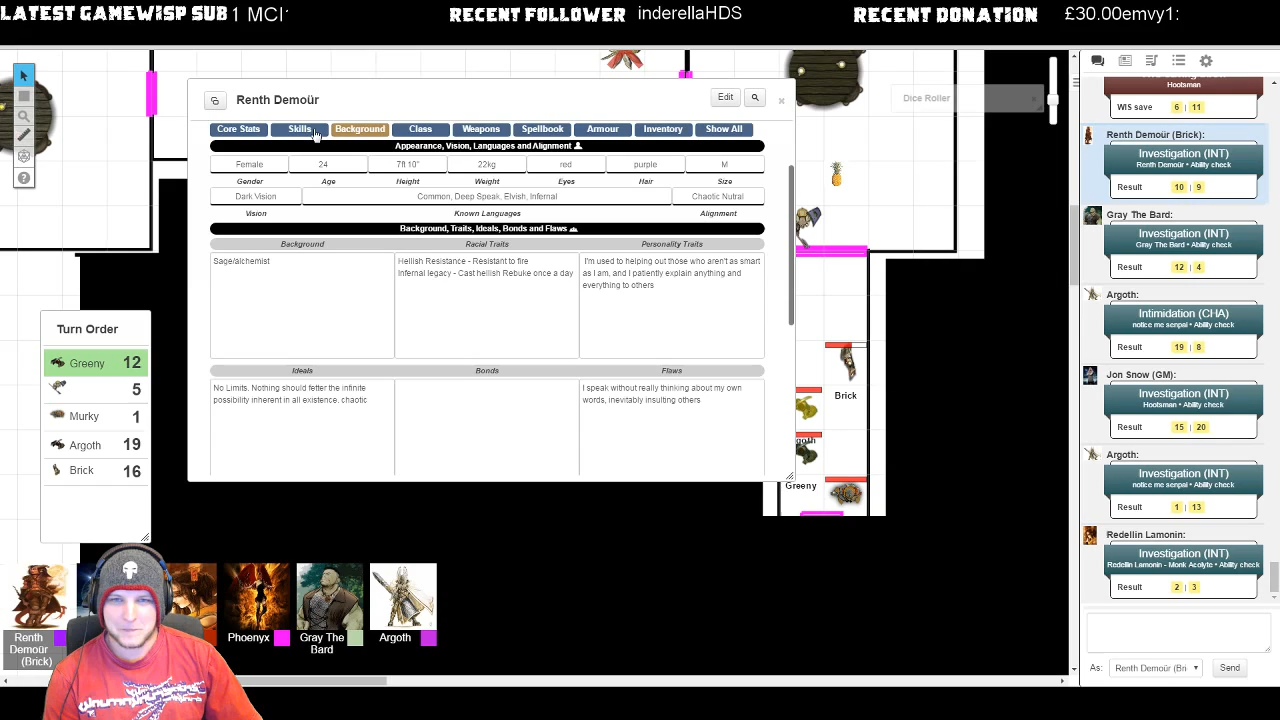 LATEST GAMEWISP SUB
1 MCI
RECENT FOLLOWER
inderellaHDS
RECENT DONATION
£30.00emvy1:
Renth Demoür
Edit
Core Stats
Skills
Background
Class
Weapons
Spellbook
Armour
Inventory
Show All
Appearance, Vision, Languages and Alignment
Female
24
7ft 10"
22kg
red
purple
M
Gender
Age
Height
Weight
Eyes
Hair
Size
Dark Vision
Common, Deep Speak, Elvish, Infernal
Chaotic Nutral
Vision
Known Languages
Alignment
Background, Traits, Ideals, Bonds and Flaws
Background
Racial Traits
Personality Traits
Sage/alchemist
Hellish Resistance - Resistant to fire
Infernal legacy - Cast hellish Rebuke once a day
I'm used to helping out those who aren't as smart
as I am, and I patiently explain anything and
everything to others
Ideals
Bonds
Flaws
No Limits. Nothing should fetter the infinite
possibility inherent in all existence. chaotic
I speak without really thinking about my own
words, inevitably insulting others
Turn Order
Greeny 12
5
Murky 1
Argoth 19
Brick 16
Dice Roller
Brick
Greeny
Renth
Demoür
(Brick)
Phoenyx
Gray The
Bard
Argoth
Hootsman
WIS save 6 | 11
Renth Demoür (Brick):
Investigation (INT)
Renth Demoür • Ability check
Result 10 | 9
Gray The Bard:
Investigation (INT)
Gray The Bard • Ability check
Result 12 | 4
Argoth:
Intimidation (CHA)
notice me senpai • Ability check
Result 19 | 8
Jon Snow (GM):
Investigation (INT)
Hootsman • Ability check
Result 15 | 20
Argoth:
Investigation (INT)
notice me senpai • Ability check
Result 1 | 13
Redellin Lamonin:
Investigation (INT)
Redellin Lamonin - Monk Acolyte • Ability check
Result 2 | 3
As: Renth Demoür (Bri
Send